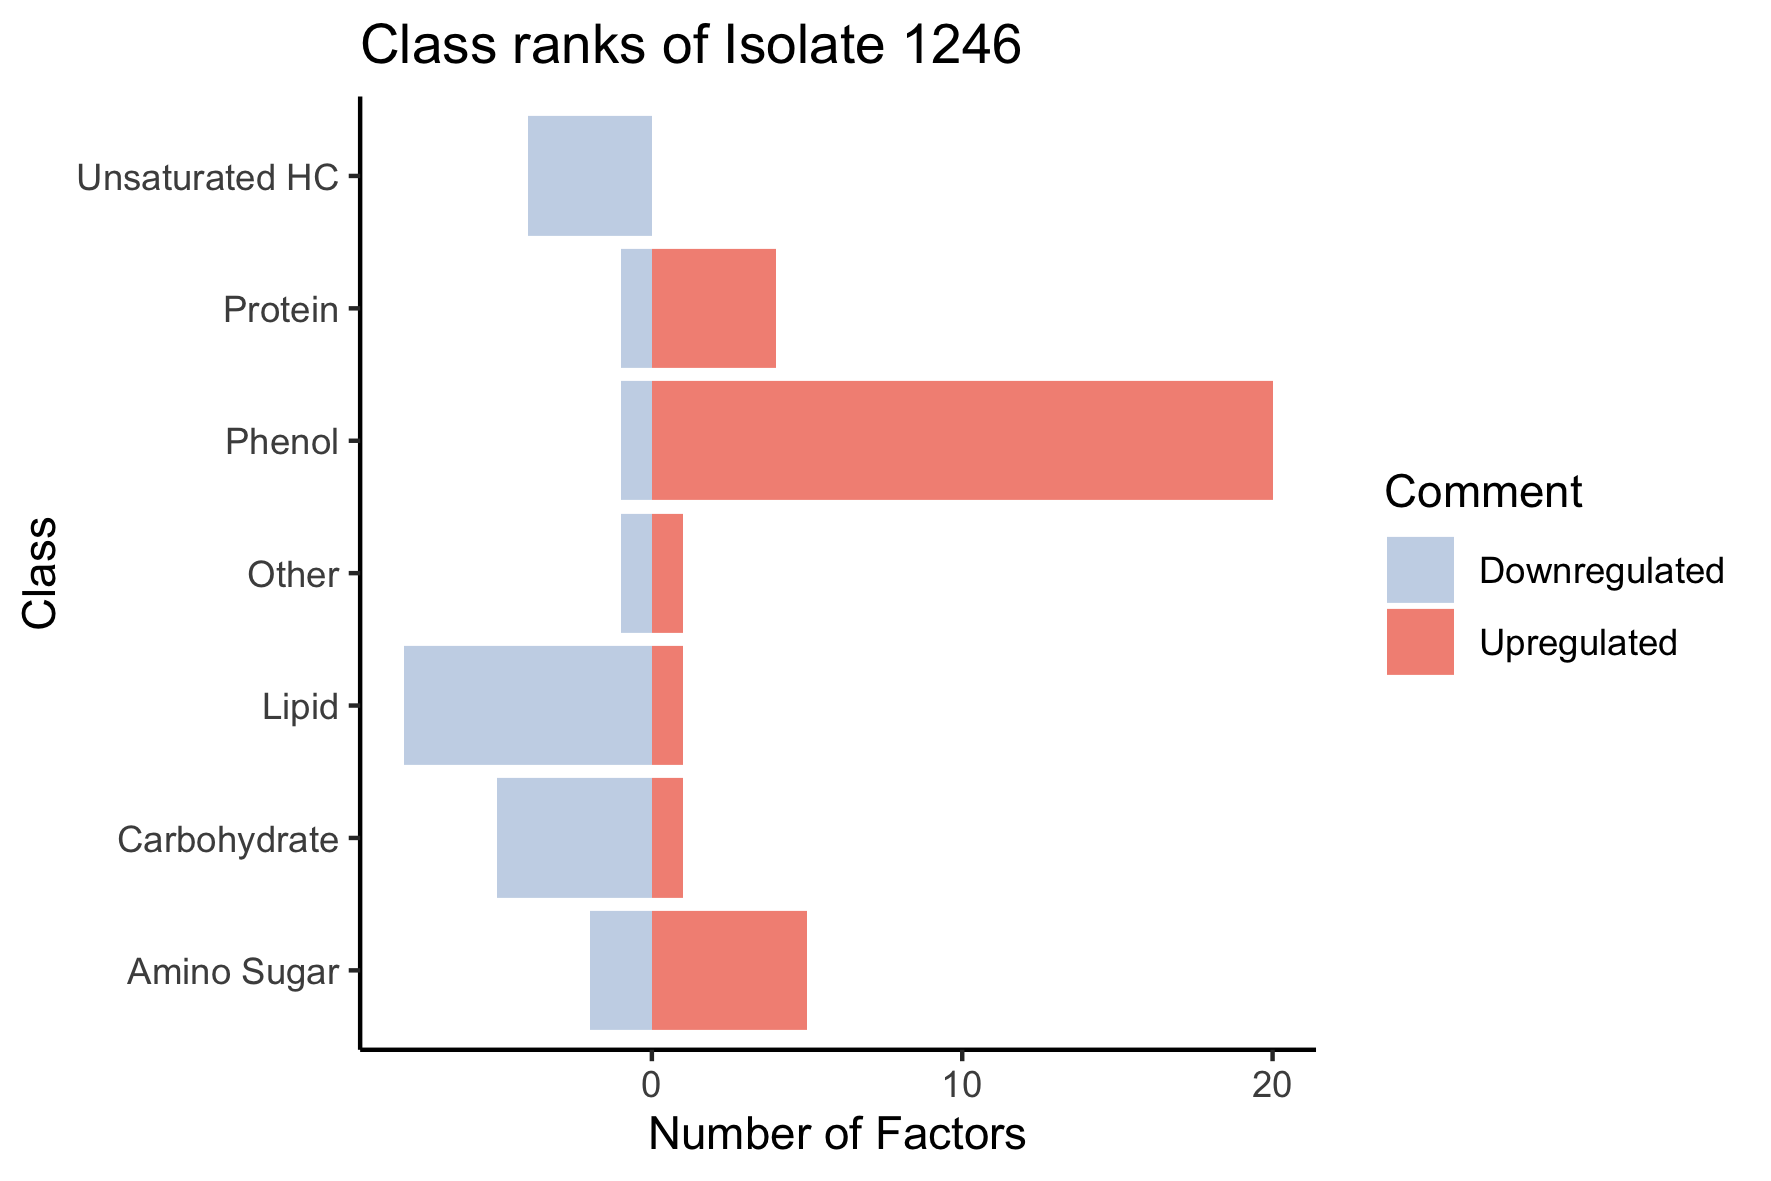 Class ranks of Isolate 1246
Unsaturated HC
Protein
Phenol
Other
Lipid
Carbohydrate
Amino Sugar
Class
0 10 20
Number of Factors
Comment
Downregulated
Upregulated